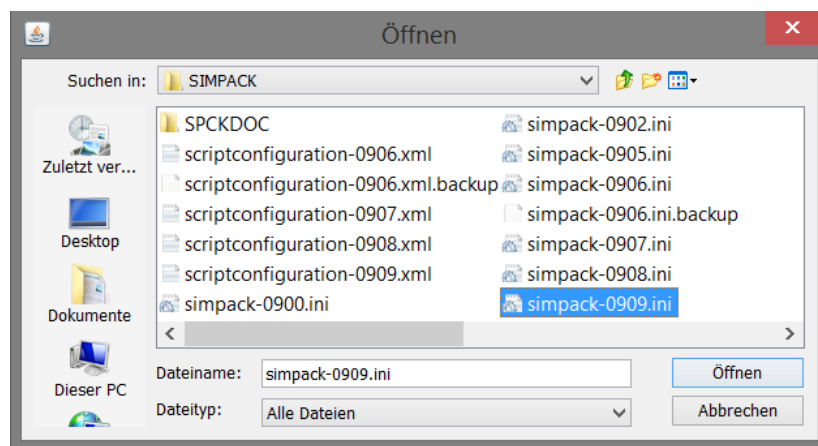 Öffnen
Suchen in: SIMPACK
Zuletzt ver...
Desktop
Dokumente
Dieser PC
SPCKDOC
scriptconfiguration-0906.xml
scriptconfiguration-0906.xml.backup
scriptconfiguration-0907.xml
scriptconfiguration-0908.xml
scriptconfiguration-0909.xml
simpack-0900.ini
simpack-0902.ini
simpack-0905.ini
simpack-0906.ini
simpack-0906.ini.backup
simpack-0907.ini
simpack-0908.ini
simpack-0909.ini
Dateiname: simpack-0909.ini
Öffnen
Dateityp: Alle Dateien
Abbrechen